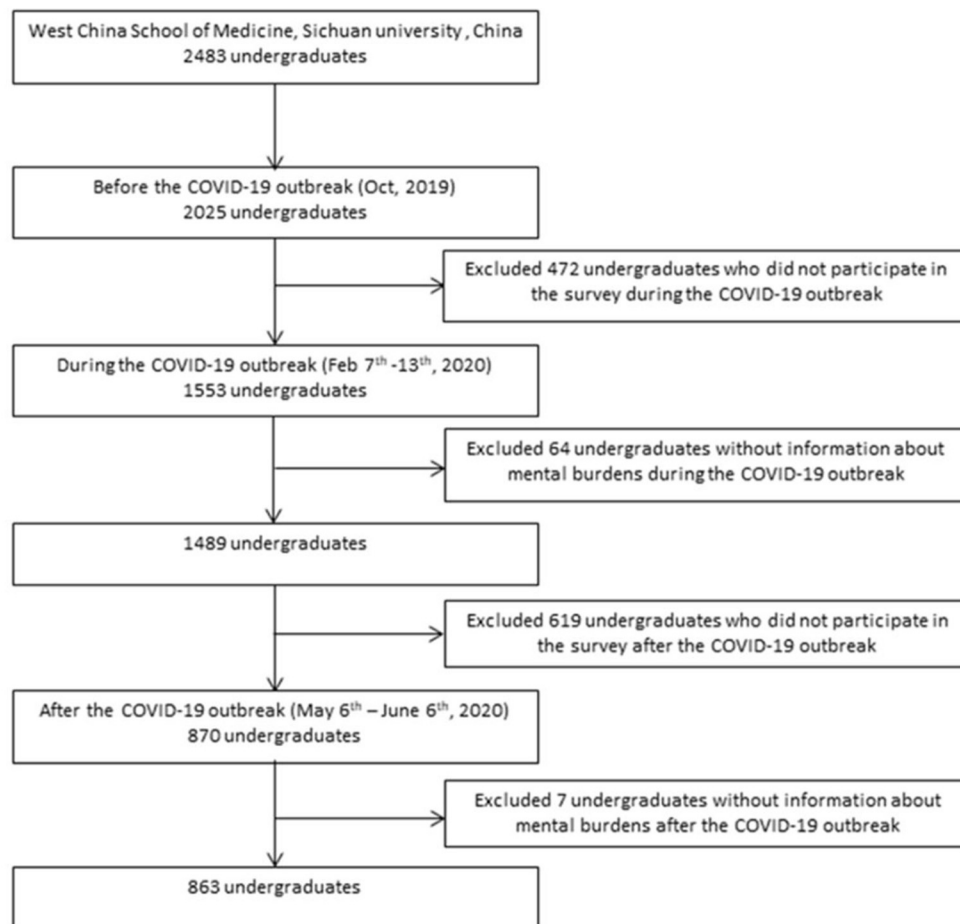 West China School of Medicine, Sichuan university , China
2483 undergraduates
Before the COVID-19 outbreak (Oct, 2019)
2025 undergraduates
Excluded 472 undergraduates who did not participate in
the survey during the COVID-19 outbreak
During the COVID-19 outbreak (Feb 7th -13th, 2020)
1553 undergraduates
Excluded 64 undergraduates without information about
mental burdens during the COVID-19 outbreak
1489 undergraduates
Excluded 619 undergraduates who did not participate in
the survey after the COVID-19 outbreak
After the COVID-19 outbreak (May 6th – June 6th, 2020)
870 undergraduates
Excluded 7 undergraduates without information about
mental burdens after the COVID-19 outbreak
863 undergraduates